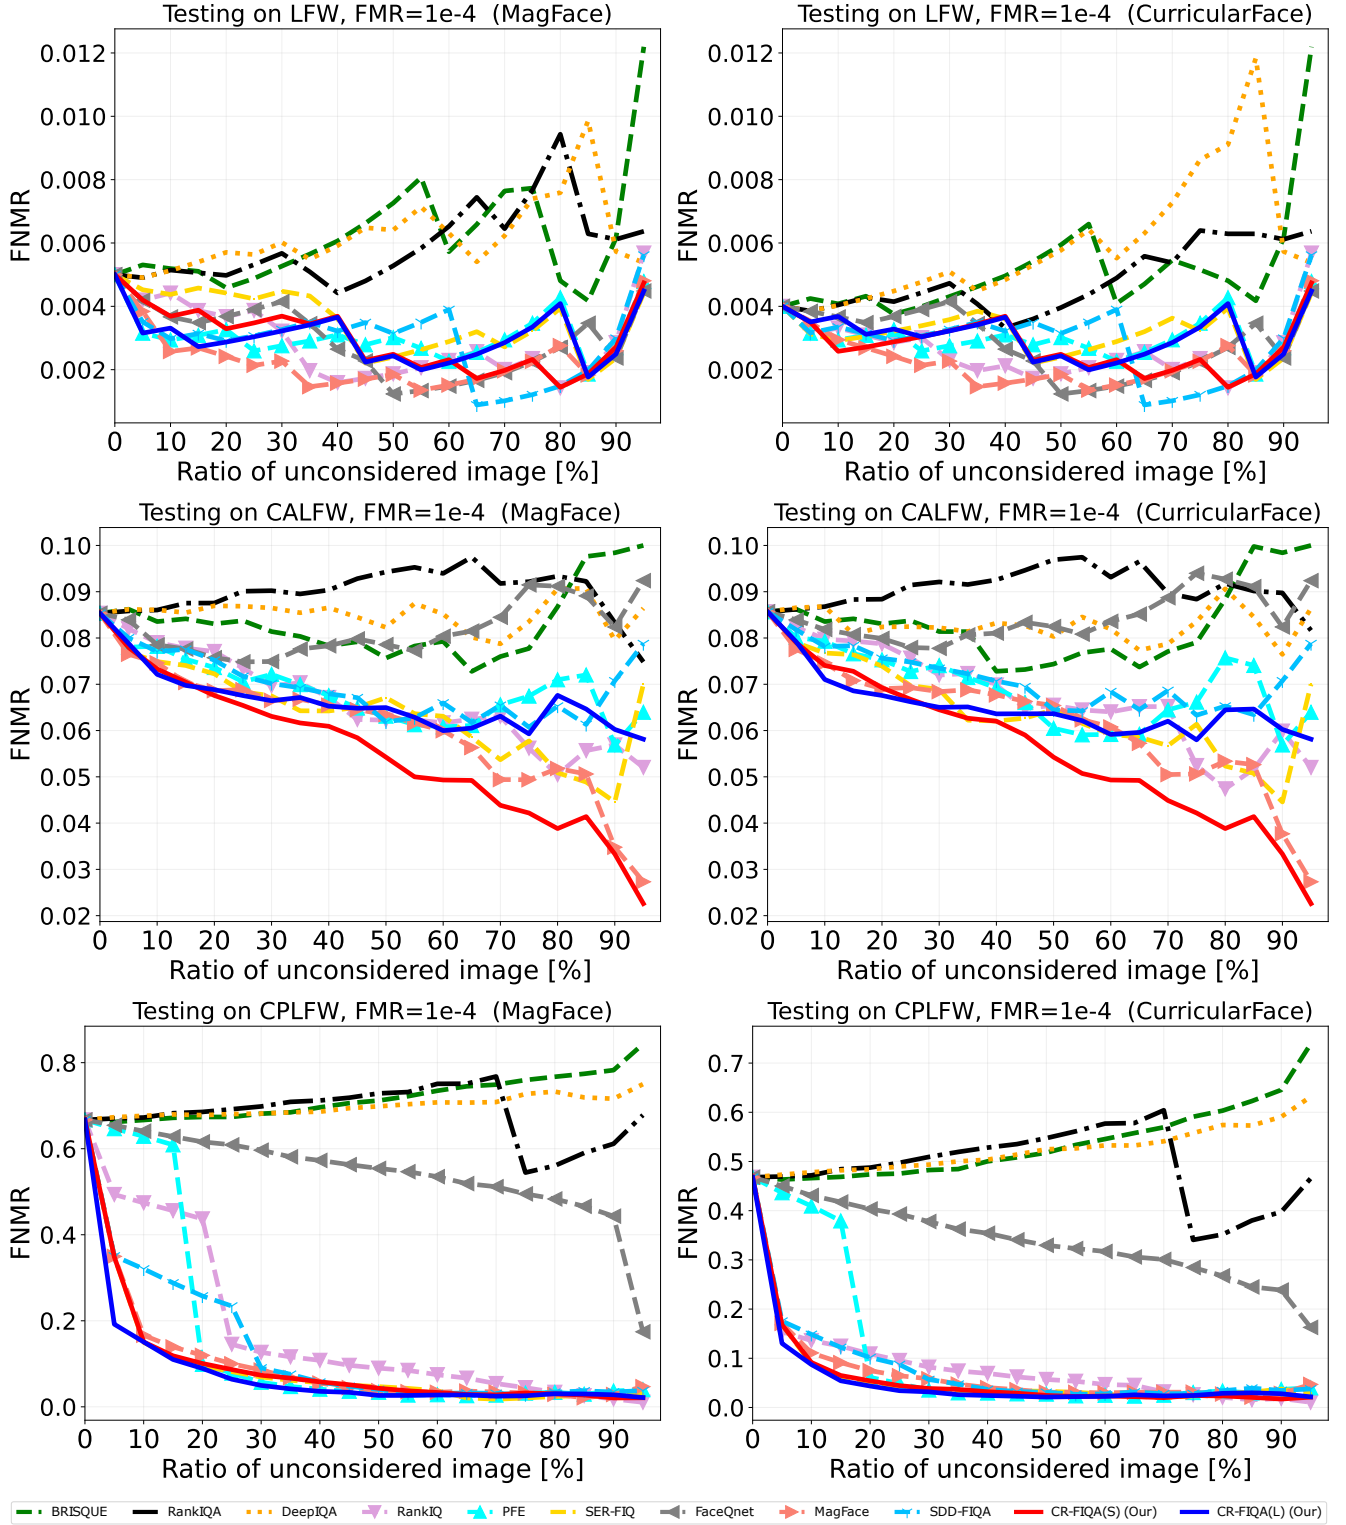 Testing on LFW, FMR=1e-4 (MagFace)
FNMR
0.012
0.010
0.008
0.006
0.004
0.002
0 10 20 30 40 50 60 70 80 90
Ratio of unconsidered image [%]
Testing on LFW, FMR=1e-4 (CurricularFace)
FNMR
0.012
0.010
0.008
0.006
0.004
0.002
0 10 20 30 40 50 60 70 80 90
Ratio of unconsidered image [%]
Testing on CALFW, FMR=1e-4 (MagFace)
FNMR
0.10
0.09
0.08
0.07
0.06
0.05
0.04
0.03
0.02
0 10 20 30 40 50 60 70 80 90
Ratio of unconsidered image [%]
Testing on CALFW, FMR=1e-4 (CurricularFace)
FNMR
0.10
0.09
0.08
0.07
0.06
0.05
0.04
0.03
0.02
0 10 20 30 40 50 60 70 80 90
Ratio of unconsidered image [%]
Testing on CPLFW, FMR=1e-4 (MagFace)
FNMR
0.8
0.6
0.4
0.2
0.0
0 10 20 30 40 50 60 70 80 90
Ratio of unconsidered image [%]
Testing on CPLFW, FMR=1e-4 (CurricularFace)
FNMR
0.7
0.6
0.5
0.4
0.3
0.2
0.1
0.0
0 10 20 30 40 50 60 70 80 90
Ratio of unconsidered image [%]
BRISQUE RankIQA DeepIQA RankIQ PFE SER-FIQ FaceQnet MagFace SDD-FIQA CR-FIQA(S) (Our) CR-FIQA(L) (Our)